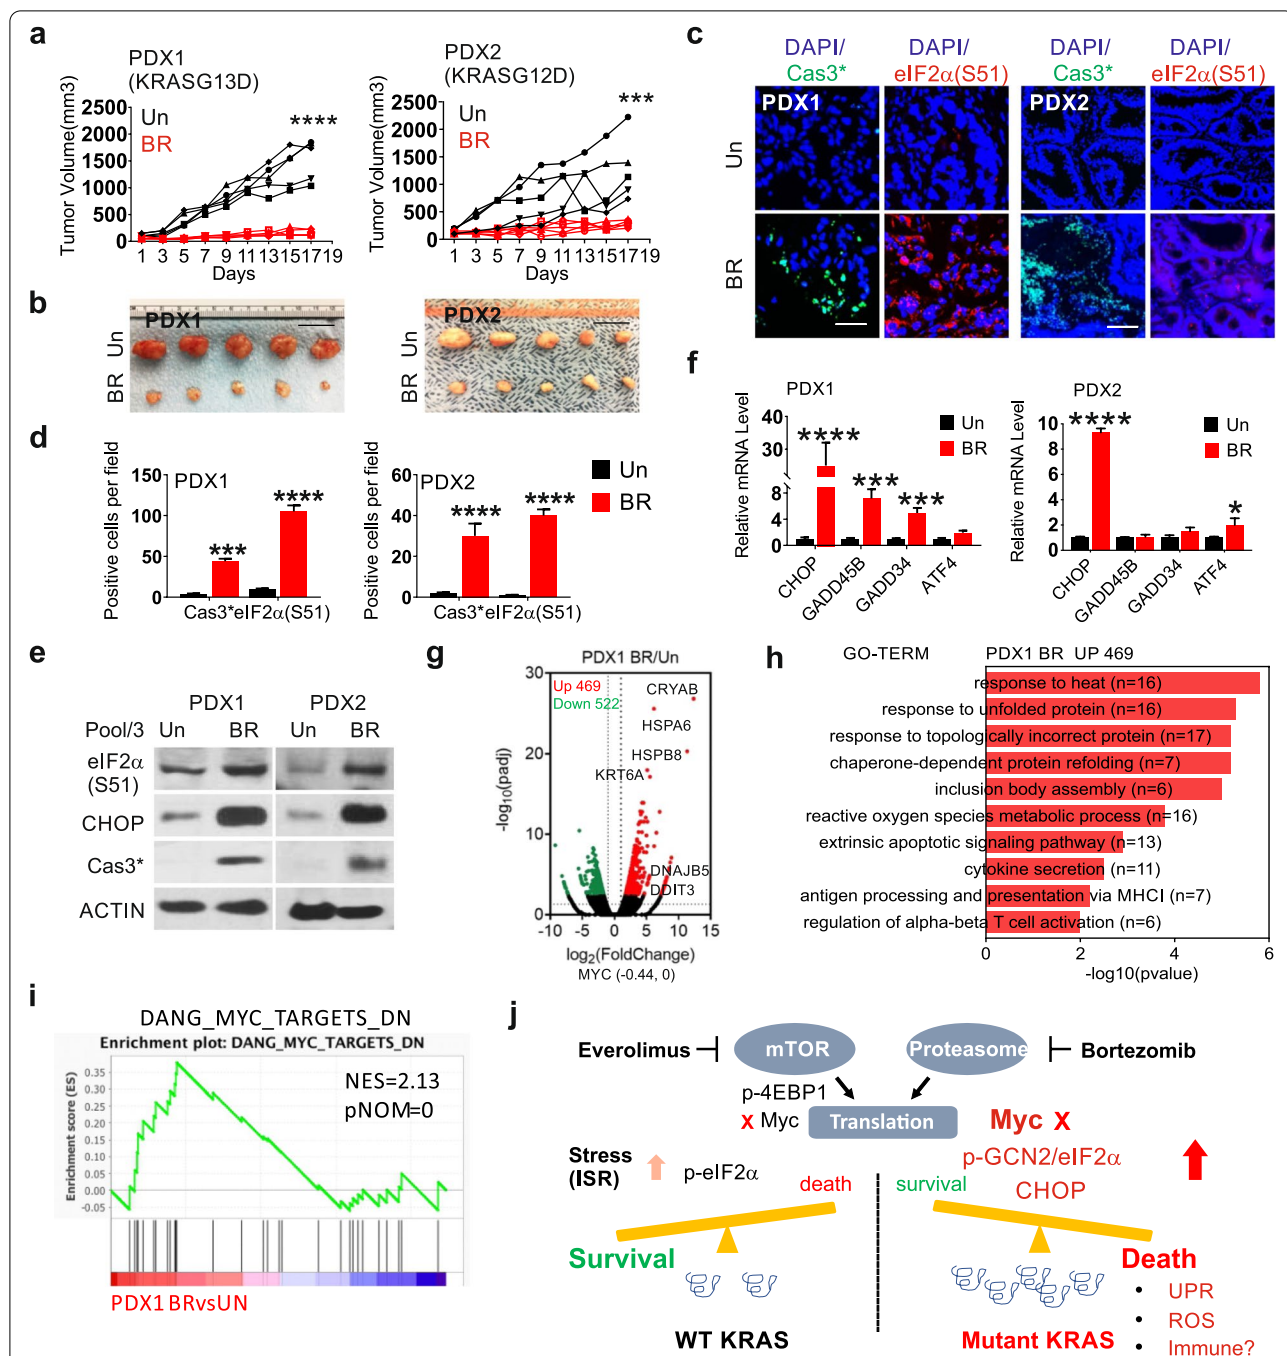 a
PDX1
(KRASG13D)
Tumor Volume(mm3)
2500
2000
1500
1000
500
0
Un
BR
****
1 3 5 7 9 11 13 15 17 19
Days
PDX2
(KRASG12D)
Tumor Volume(mm3)
2500
2000
1500
1000
500
0
Un
BR
***
1 3 5 7 9 11 13 15 17 19
Days
b
PDX1
Un
BR
PDX2
Un
BR
c
DAPI/ DAPI/ DAPI/ DAPI/
Cas3* eIF2α(S51) Cas3* eIF2α(S51)
PDX1 PDX2
Un
BR
d
Positive cells per field
150
100
50
0
PDX1
*** ****
Cas3* eIF2α(S51)
Positive cells per field
60
40
20
0
PDX2
**** ****
Cas3* eIF2α(S51)
Un
BR
e
PDX1 PDX2
Pool/3 Un BR Un BR
eIF2α
(S51)
CHOP
Cas3*
ACTIN
f
PDX1
Relative mRNA Level
40
30
8
4
0
**** *** ***
Un
BR
CHOP GADD45B GADD34 ATF4
PDX2
Relative mRNA Level
10
8
6
4
2
0
**** *
Un
BR
CHOP GADD45B GADD34 ATF4
g
PDX1 BR/Un
-log10(padj)
30
20
10
0
Up 469
Down 522
CRYAB
HSPA6
HSPB8
KRT6A
DNAJB5
DDIT3
-10 -5 0 5 10 15
log2(FoldChange)
MYC (-0.44, 0)
h
GO-TERM PDX1 BR UP 469
response to heat (n=16)
response to unfolded protein (n=16)
response to topologically incorrect protein (n=17)
chaperone-dependent protein refolding (n=7)
inclusion body assembly (n=6)
reactive oxygen species metabolic process (n=16)
extrinsic apoptotic signaling pathway (n=13)
cytokine secretion (n=11)
antigen processing and presentation via MHCI (n=7)
regulation of alpha-beta T cell activation (n=6)
0 2 4 6
-log10(pvalue)
i
DANG_MYC_TARGETS_DN
Enrichment plot: DANG_MYC_TARGETS_DN
Enrichment score (ES)
0.35
0.30
0.25
0.20
0.15
0.10
0.05
0.00
-0.05
NES=2.13
pNOM=0
PDX1 BRvsUN
j
Everolimus mTOR Proteasome Bortezomib
p-4EBP1
X Myc Translation Myc X
Stress
(ISR)
p-eIF2α
p-GCN2/eIF2α
CHOP
death survival
Survival Death
• UPR
• ROS
• Immune?
WT KRAS Mutant KRAS